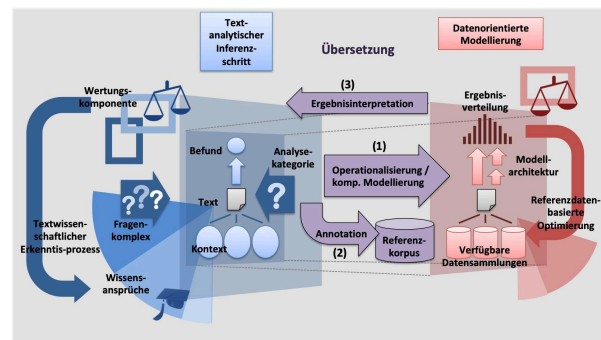 Text-
analytischer
Inferenz-
schritt
Übersetzung
Datenorientierte
Modellierung
Wertungs-
komponente
(3)
Ergebnisinterpretation
Ergebnis-
verteilung
Befund
Analyse-
kategorie
?
(1)
Operationalisierung /
komp. Modellierung
Modell-
architektur
? ? ?
Text
Fragen-
komplex
Kontext
Annotation
(2)
Referenz-
korpus
Referenzdaten-
basierte
Optimierung
Verfügbare
Datensammlungen
Textwissen-
schaftlicher
Erkenntis-prozess
Wissens-
ansprüche